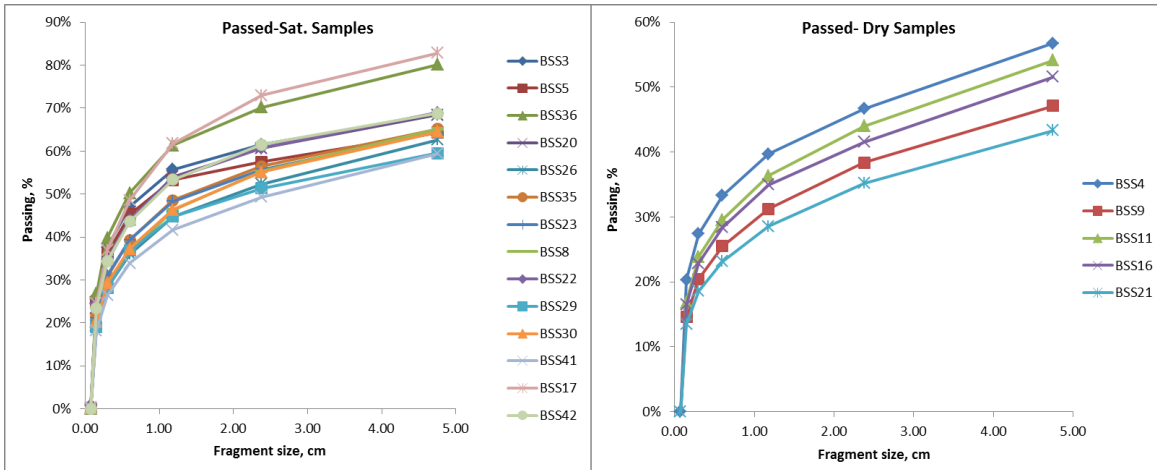 Passed-Sat. Samples
90%
80%
70%
60%
50%
40%
30%
20%
10%
0%
Passing, %
0.00 1.00 2.00 3.00 4.00 5.00
Fragment size, cm
BSS3
BSS5
BSS36
BSS20
BSS26
BSS35
BSS23
BSS8
BSS22
BSS29
BSS30
BSS41
BSS17
BSS42
Passed- Dry Samples
60%
50%
40%
30%
20%
10%
0%
Passing, %
0.00 1.00 2.00 3.00 4.00 5.00
Fragment size, cm
BSS4
BSS9
BSS11
BSS16
BSS21